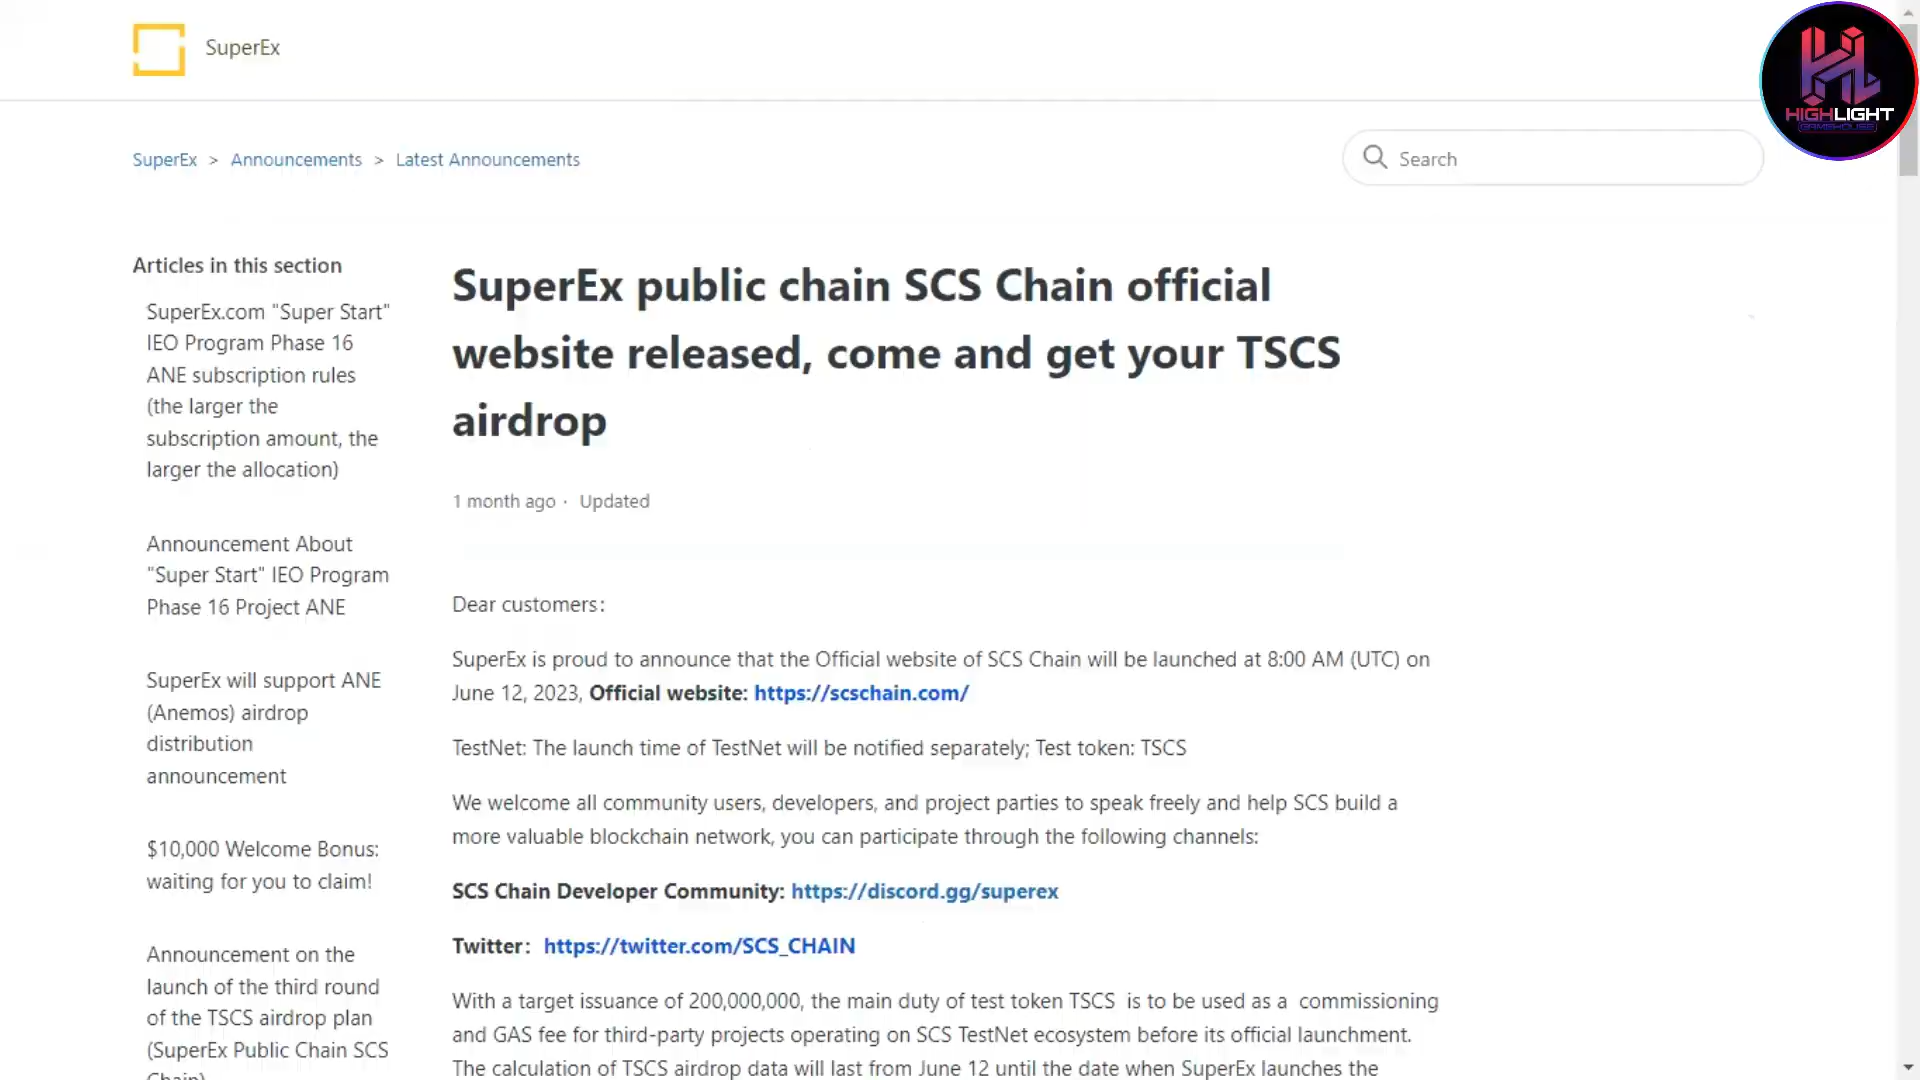 SuperEx
HIGHLIGHT
GAMEHOUSE
SuperEx > Announcements > Latest Announcements
Search
Articles in this section
SuperEx.com "Super Start"
IEO Program Phase 16
ANE subscription rules
(the larger the
subscription amount, the
larger the allocation)
Announcement About
"Super Start" IEO Program
Phase 16 Project ANE
SuperEx will support ANE
(Anemos) airdrop
distribution
announcement
$10,000 Welcome Bonus:
waiting for you to claim!
Announcement on the
launch of the third round
of the TSCS airdrop plan
(SuperEx Public Chain SCS
Chain)
SuperEx public chain SCS Chain official
website released, come and get your TSCS
airdrop
1 month ago · Updated
Dear customers:
SuperEx is proud to announce that the Official website of SCS Chain will be launched at 8:00 AM (UTC) on
June 12, 2023, Official website: https://scschain.com/
TestNet: The launch time of TestNet will be notified separately; Test token: TSCS
We welcome all community users, developers, and project parties to speak freely and help SCS build a
more valuable blockchain network, you can participate through the following channels:
SCS Chain Developer Community: https://discord.gg/superex
Twitter: https://twitter.com/SCS_CHAIN
With a target issuance of 200,000,000, the main duty of test token TSCS is to be used as a commissioning
and GAS fee for third-party projects operating on SCS TestNet ecosystem before its official launchment.
The calculation of TSCS airdrop data will last from June 12 until the date when SuperEx launches the